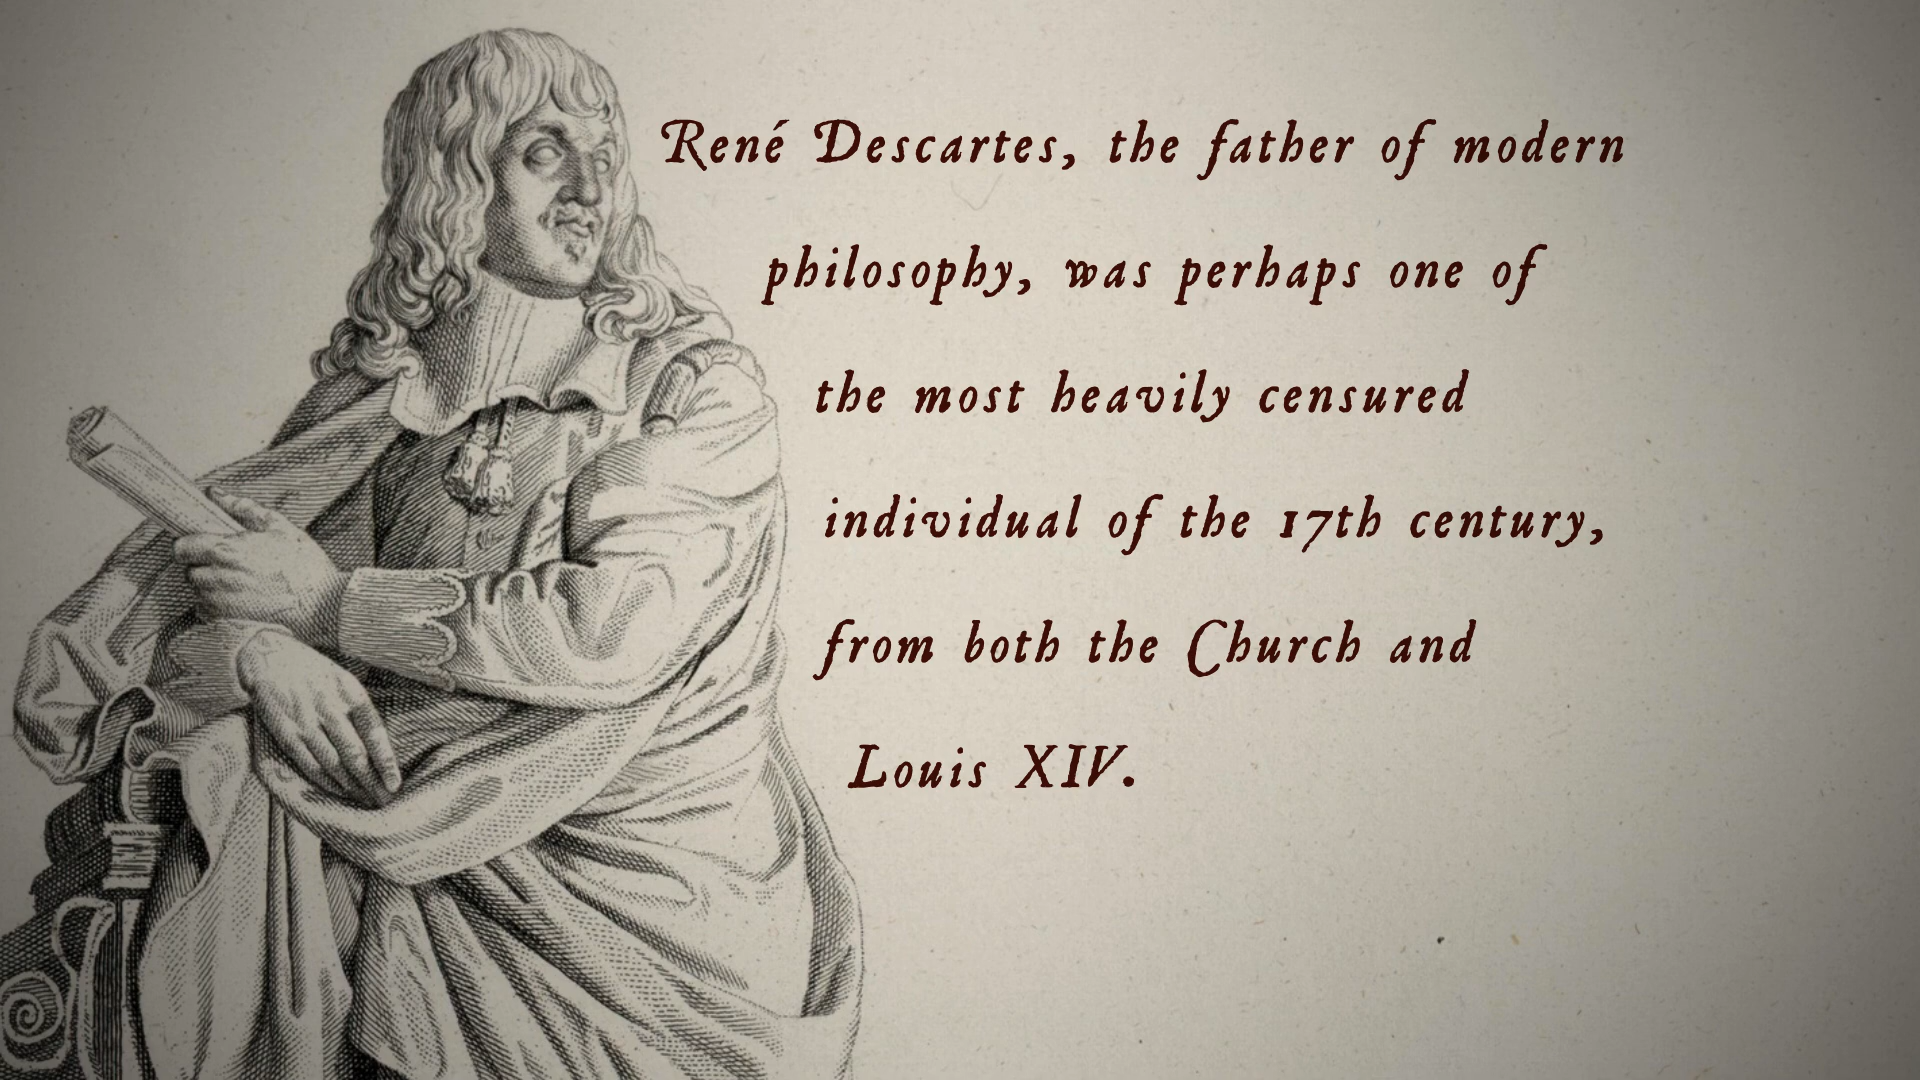 René Descartes, the father of modern
philosophy, was perhaps one of
the most heavily censured
individual of the 17th century,
from both the Church and
Louis XIV.